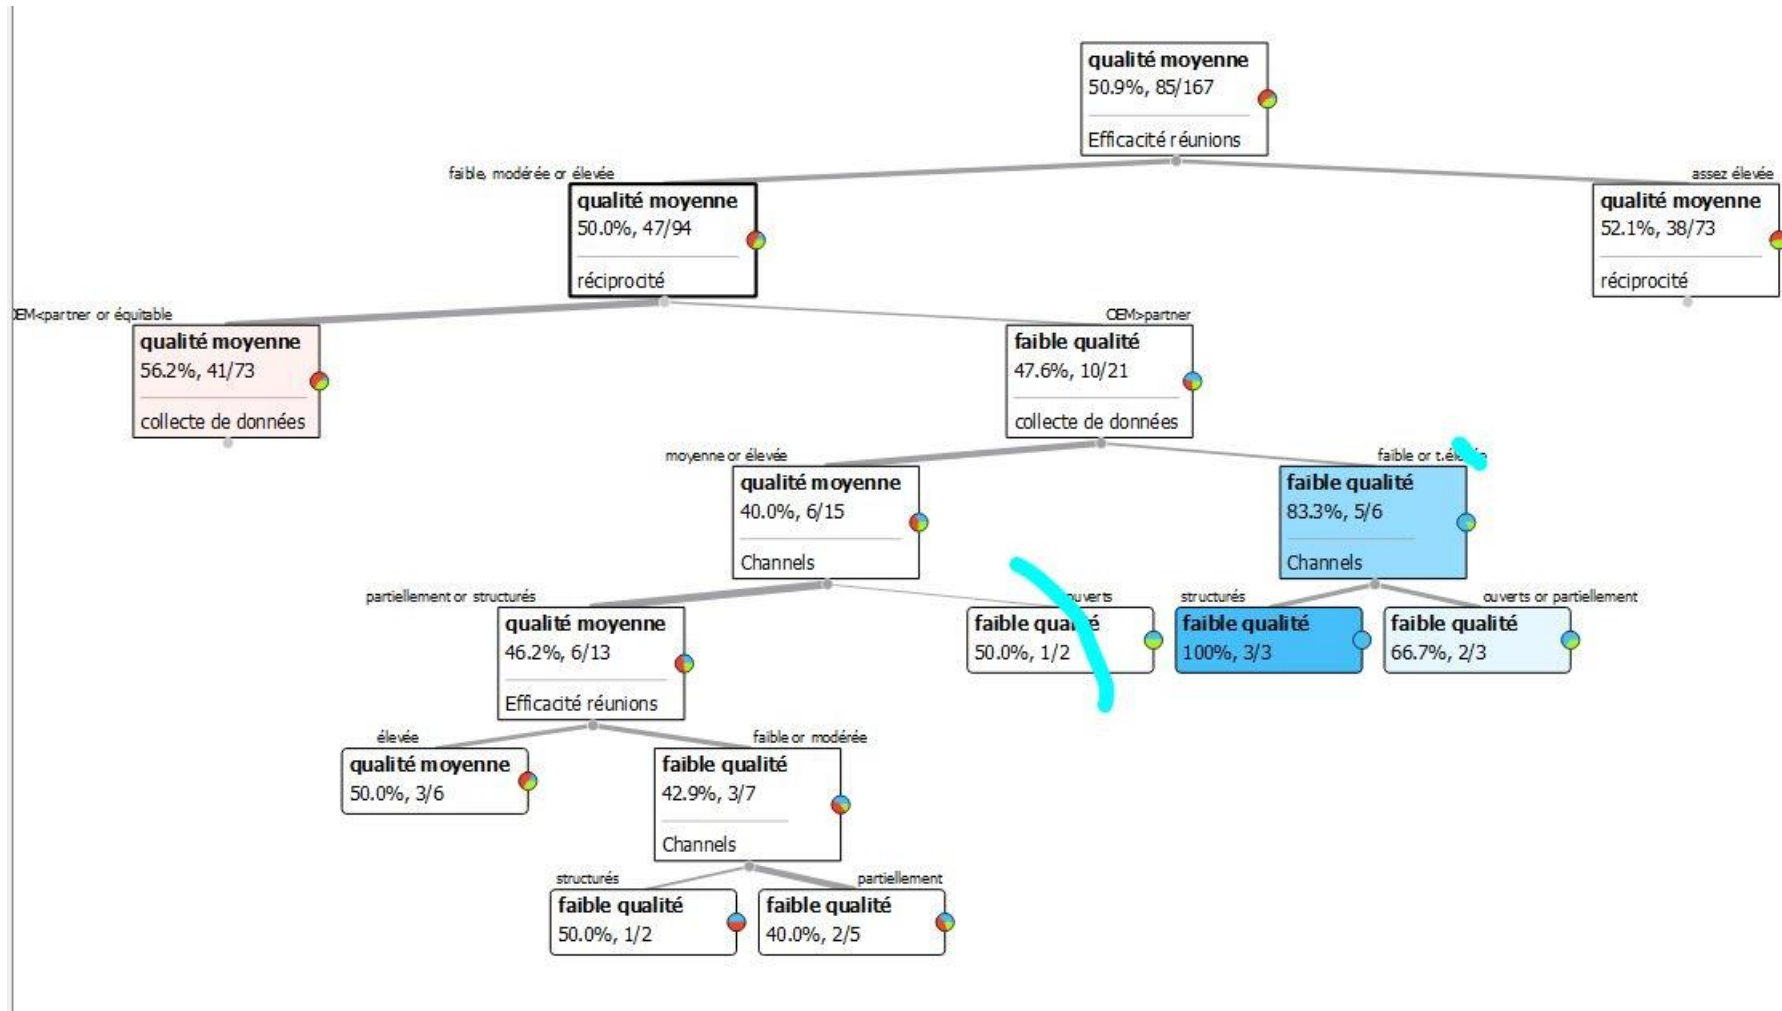 qualité moyenne
50.9%, 85/167
Efficacité réunions
faible, modérée or élevée
assez élevée
qualité moyenne
50.0%, 47/94
réciprocité
qualité moyenne
52.1%, 38/73
réciprocité
OEM<partner or équitable
OEM>partner
qualité moyenne
56.2%, 41/73
collecte de données
faible qualité
47.6%, 10/21
collecte de données
moyenne or élevée
faible or
qualité moyenne
40.0%, 6/15
Channels
faible qualité
83.3%, 5/6
Channels
partiellement or structurés
structurés
ouverts or partiellement
qualité moyenne
46.2%, 6/13
Efficacité réunions
faible qualité
50.0%, 1/2
faible qualité
100%, 3/3
faible qualité
66.7%, 2/3
élevée
faible or modérée
qualité moyenne
50.0%, 3/6
faible qualité
42.9%, 3/7
Channels
structurés
partiellement
faible qualité
50.0%, 1/2
faible qualité
40.0%, 2/5